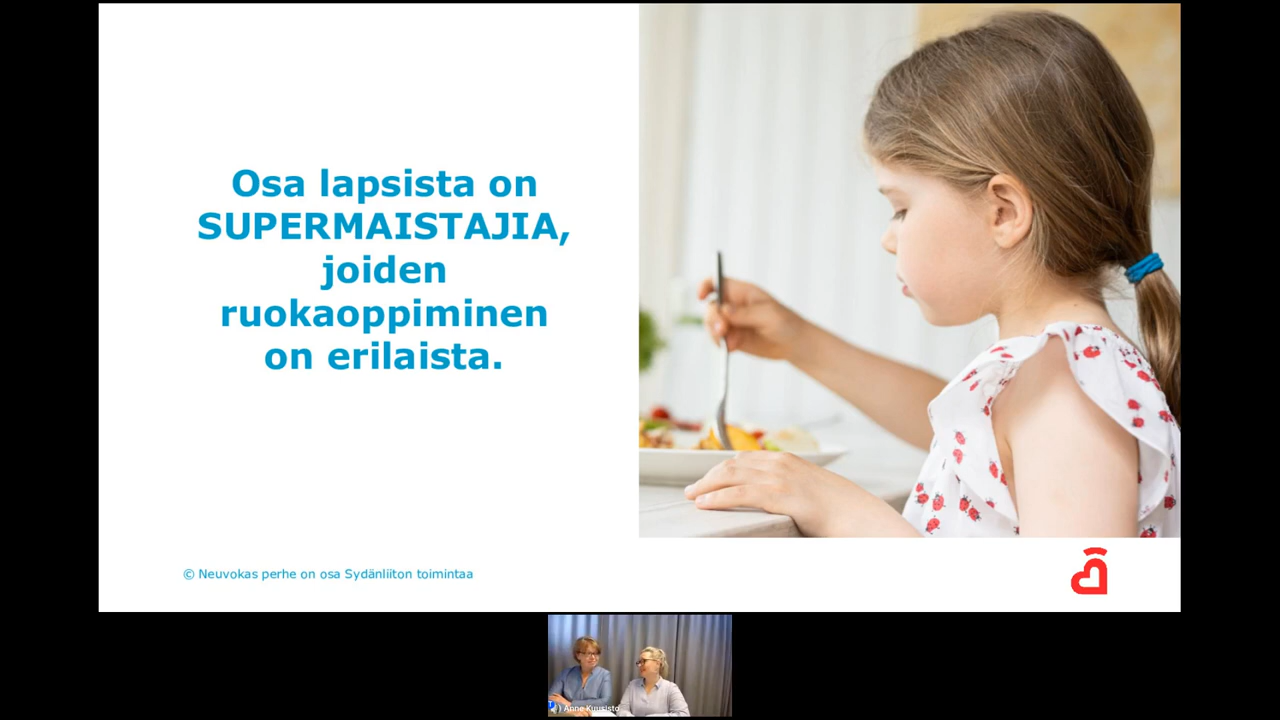 Osa lapsista on
SUPERMAISTAJIA,
joiden
ruokaoppiminen
on erilaista.
© Neuvokas perhe on osa Sydänliiton toimintaa
Anne Kuusisto